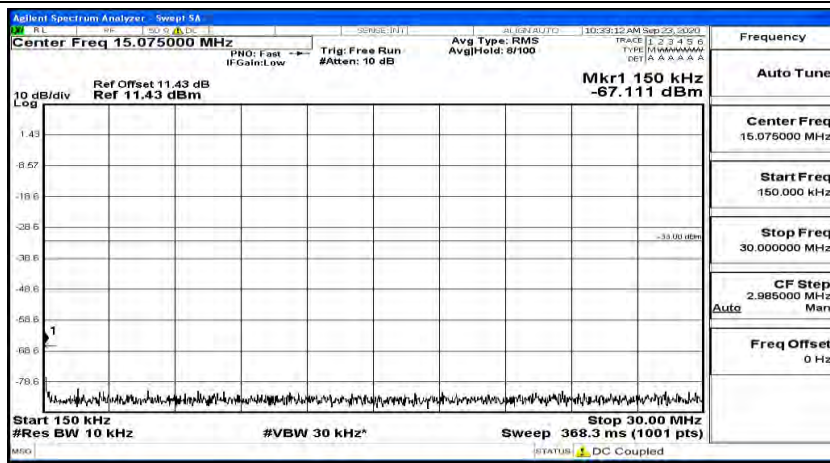 Agilent Spectrum Analyzer - Swept SA
RL RF 50 Ω DC SENSE:INT ALIGN AUTO 10:33:12 AM Sep 23, 2020
Center Freq 15.075000 MHz
PNO: Fast
IFGain:Low
Trig: Free Run
#Atten: 10 dB
Avg Type: RMS
Avg|Hold: 8/100
TRACE 1 2 3 4 5 6
TYPE MWWWWW
DET A A A A A A
Ref Offset 11.43 dB
10 dB/div Ref 11.43 dBm
Log
Mkr1 150 kHz
-67.111 dBm
1.43
-8.57
-18.6
-28.6
-33.00 dBm
-38.6
-48.6
-58.6
1
-68.6
-78.6
Start 150 kHz Stop 30.00 MHz
#Res BW 10 kHz #VBW 30 kHz* Sweep 368.3 ms (1001 pts)
MSG STATUS DC Coupled
Frequency
Auto Tune
Center Freq
15.075000 MHz
Start Freq
150.000 kHz
Stop Freq
30.000000 MHz
CF Step
2.985000 MHz
Auto Man
Freq Offset
0 Hz